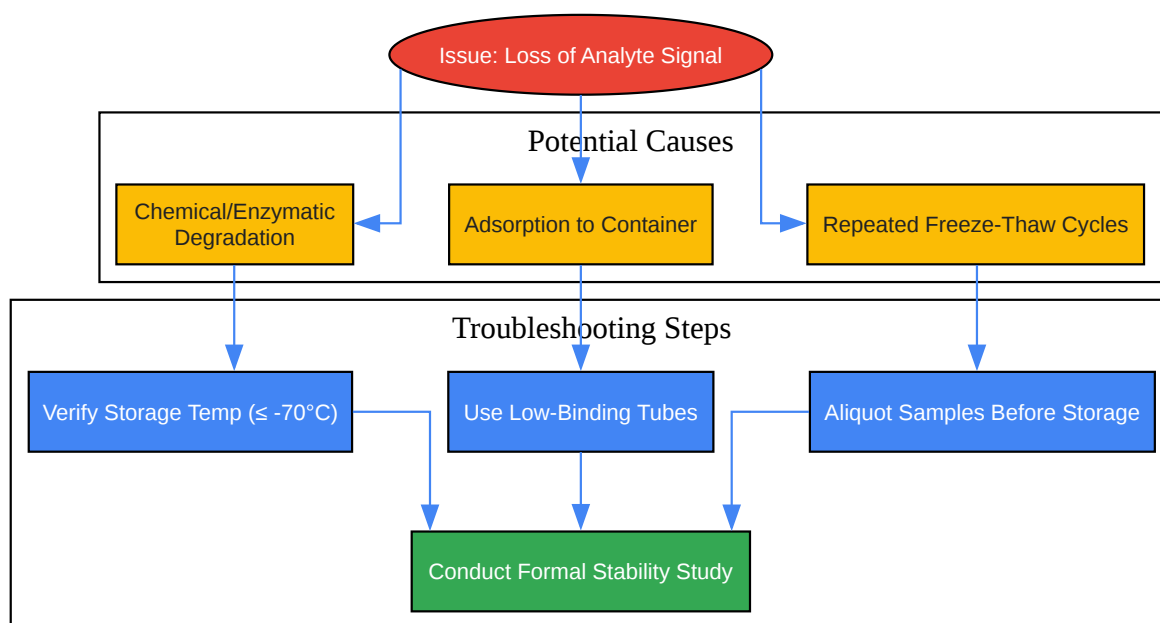 Issue: Loss of Analyte Signal
Potential Causes
Chemical/Enzymatic
Degradation
Adsorption to Container
Repeated Freeze-Thaw Cycles
Troubleshooting Steps
Verify Storage Temp (≤ -70°C)
Use Low-Binding Tubes
Aliquot Samples Before Storage
Conduct Formal Stability Study